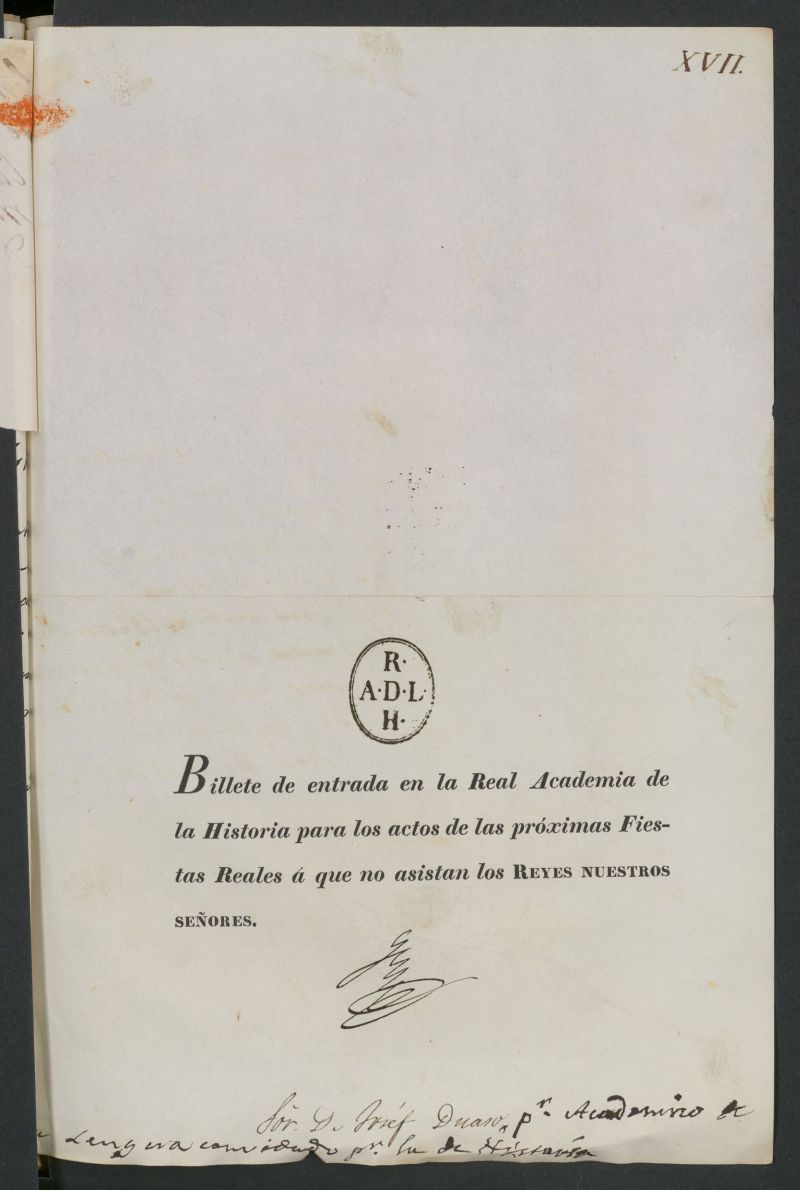 XVII.
R.
A·D·L·
H·
Billete de entrada en la Real Academia de
la Historia para los actos de las próximas Fies-
tas Reales á que no asistan los REYES NUESTROS
SEÑORES.
Sor. D. Joséf Duaso, pr. Academico de
Lengua convidado pr. la de Historia